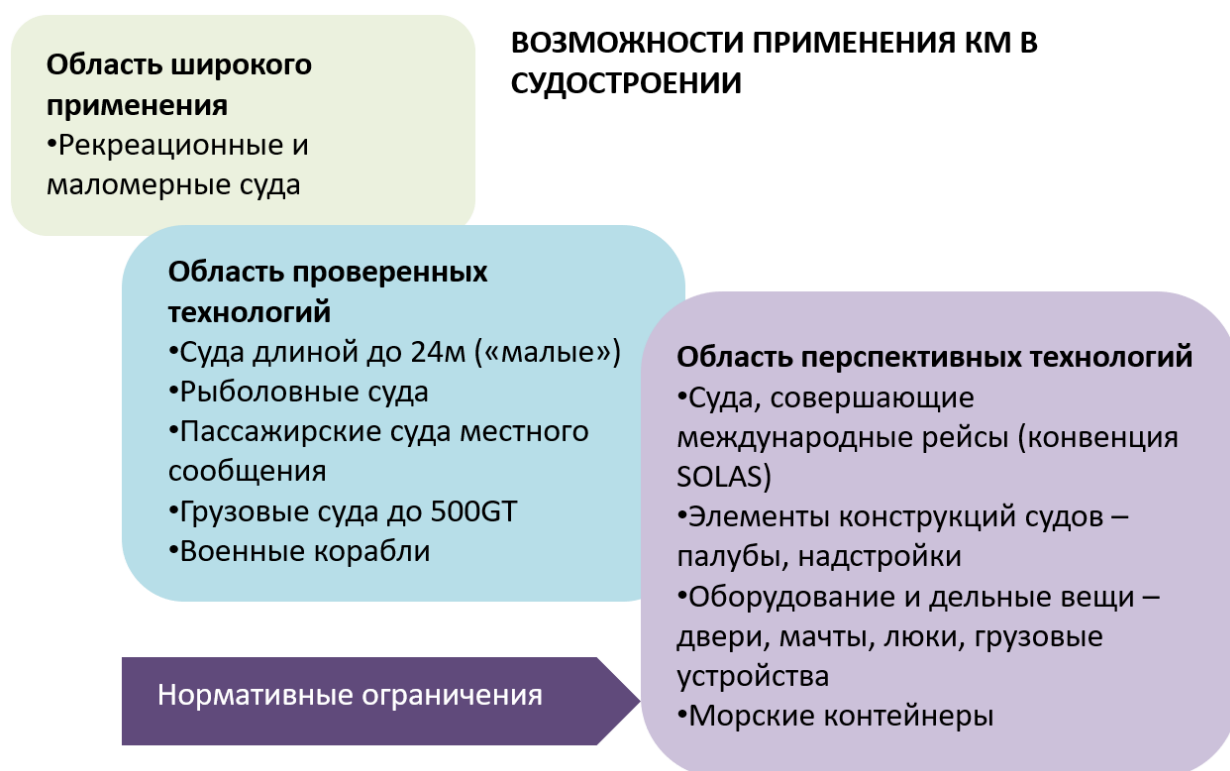 ВОЗМОЖНОСТИ ПРИМЕНЕНИЯ КМ В
СУДОСТРОЕНИИ
Область широкого
применения
•Рекреационные и
маломерные суда
Область проверенных
технологий
•Суда длиной до 24м («малые»)
•Рыболовные суда
•Пассажирские суда местного
сообщения
•Грузовые суда до 500GT
•Военные корабли
Область перспективных технологий
•Суда, совершающие
международные рейсы (конвенция
SOLAS)
•Элементы конструкций судов –
палубы, надстройки
•Оборудование и дельные вещи –
двери, мачты, люки, грузовые
устройства
•Морские контейнеры
Нормативные ограничения